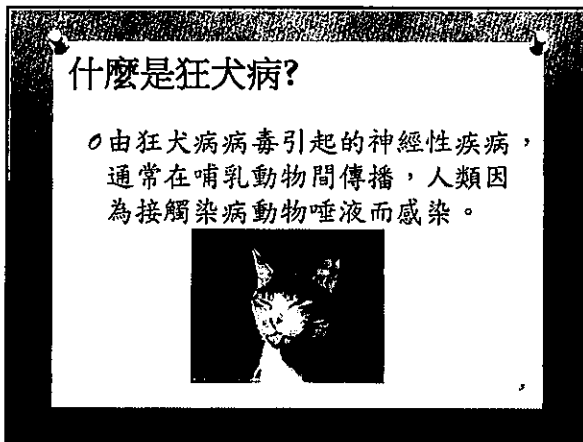 什麼是狂犬病?
由狂犬病病毒引起的神經性疾病，
通常在哺乳動物間傳播，人類因
為接觸染病動物唾液而感染。